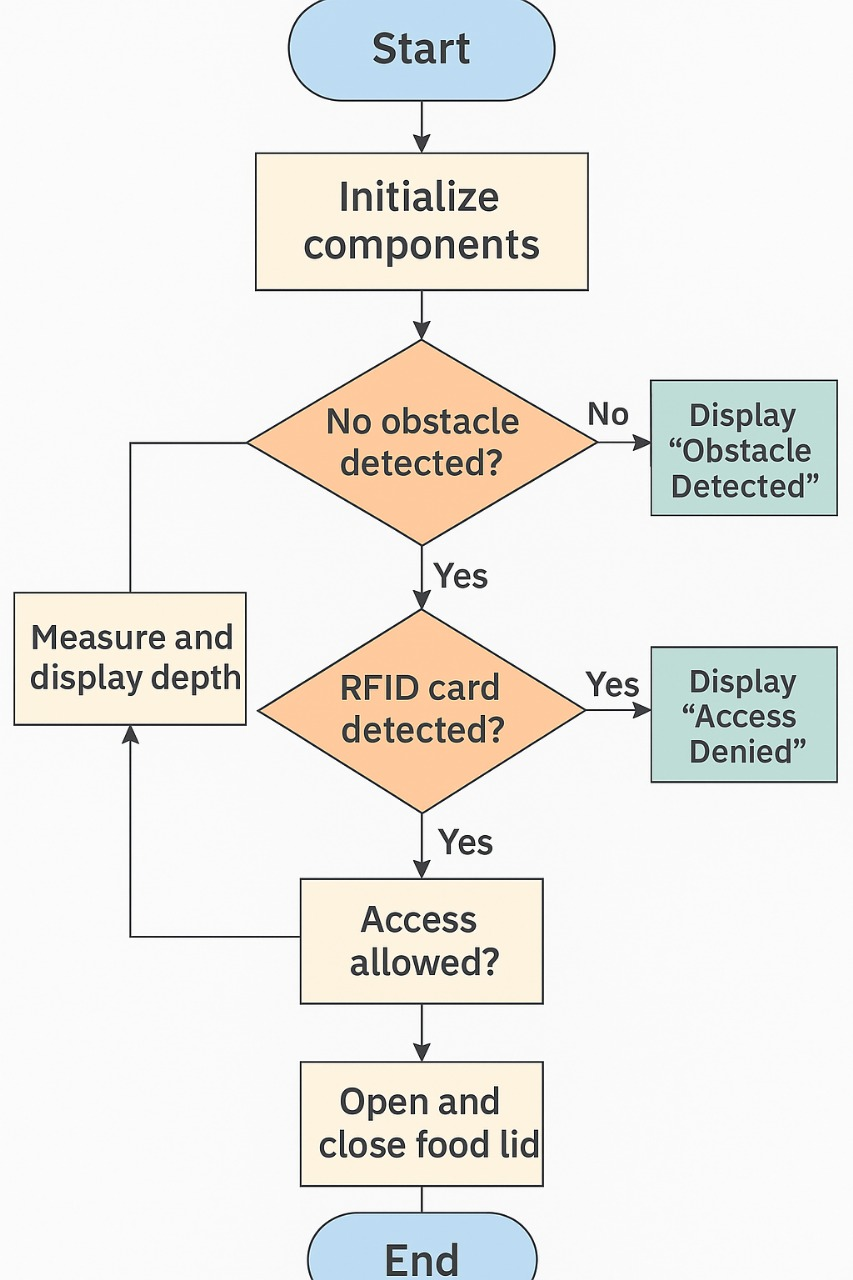 Start
Initialize
components
No obstacle
detected?
No
Display
“Obstacle
Detected”
Yes
Measure and
display depth
RFID card
detected?
Yes
Display
“Access
Denied”
Yes
Access
allowed?
Open and
close food lid
End